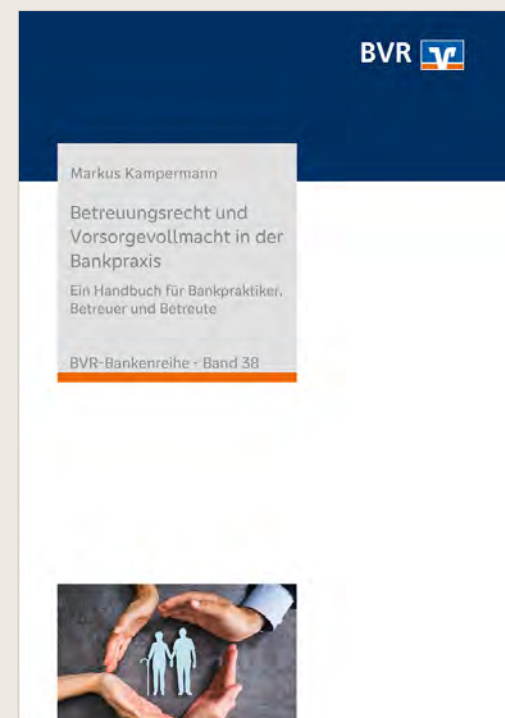 BVR
Markus Kampermann
Betreuungsrecht und
Vorsorgevollmacht in der
Bankpraxis
Ein Handbuch für Bankpraktiker,
Betreuer und Betreute
BVR-Bankenreihe · Band 38